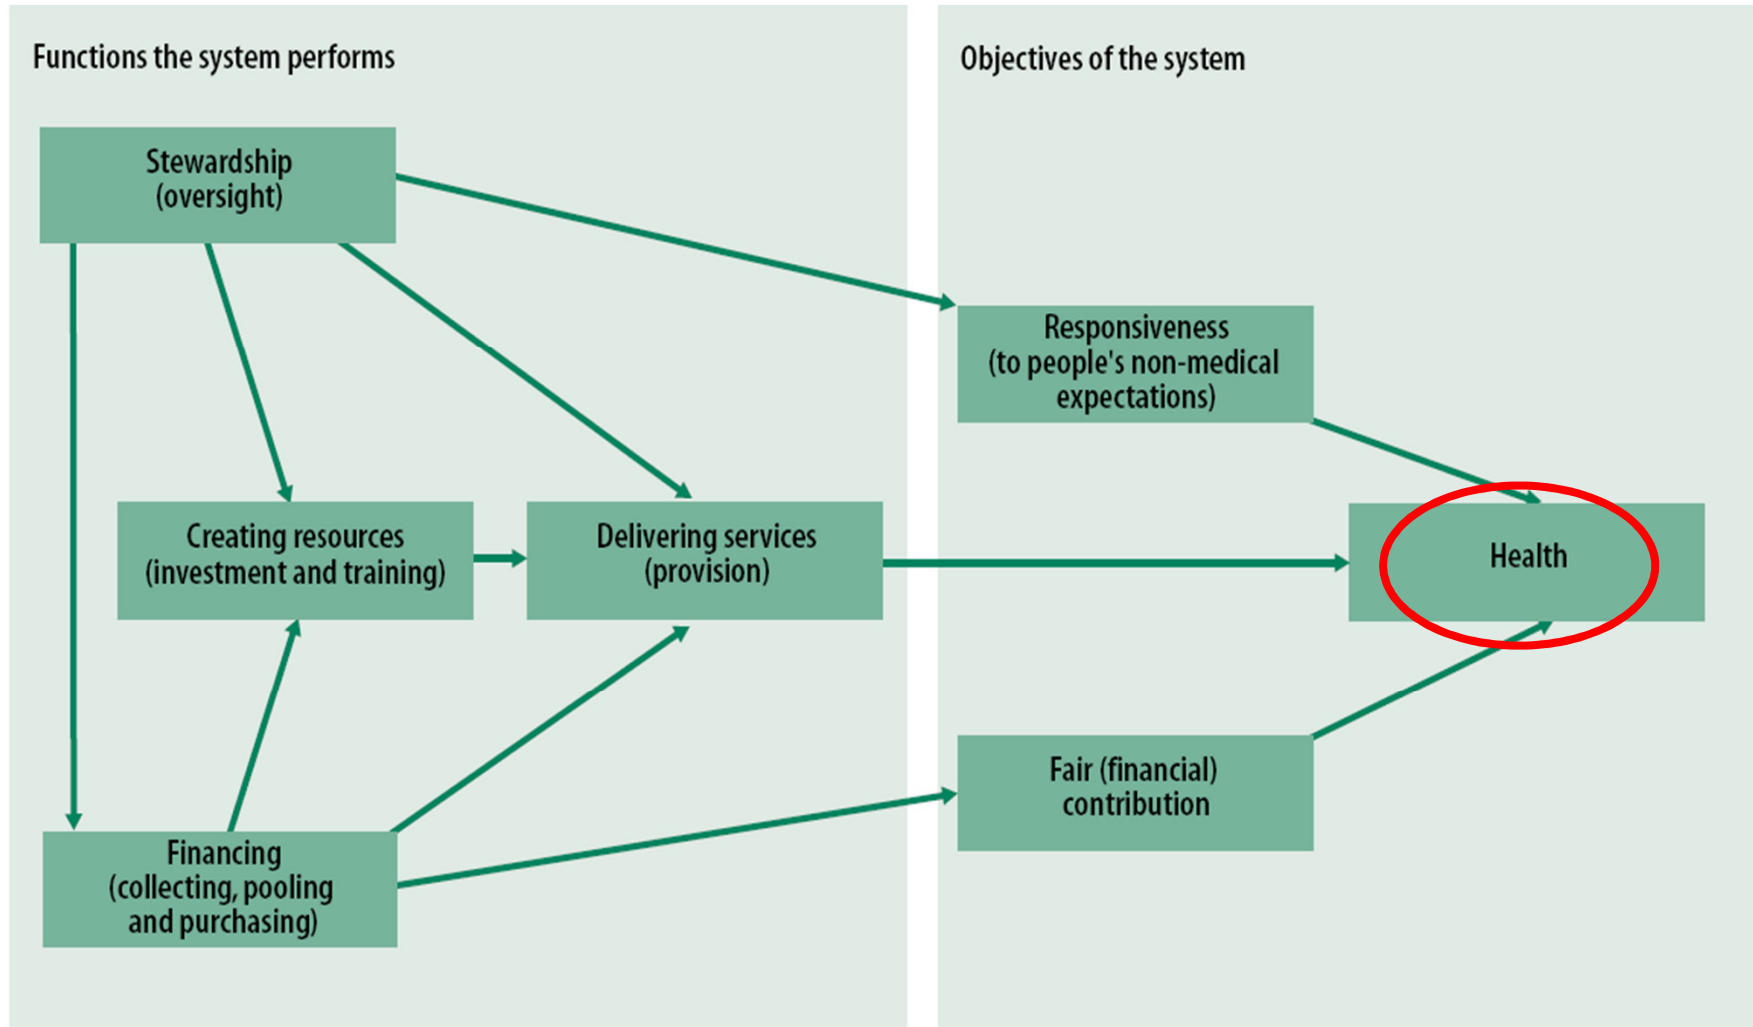 Functions the system performs
Objectives of the system
Stewardship
(oversight)
Responsiveness
(to people's non-medical
expectations)
Creating resources
(investment and training)
Delivering services
(provision)
Health
Fair (financial)
contribution
Financing
(collecting, pooling
and purchasing)